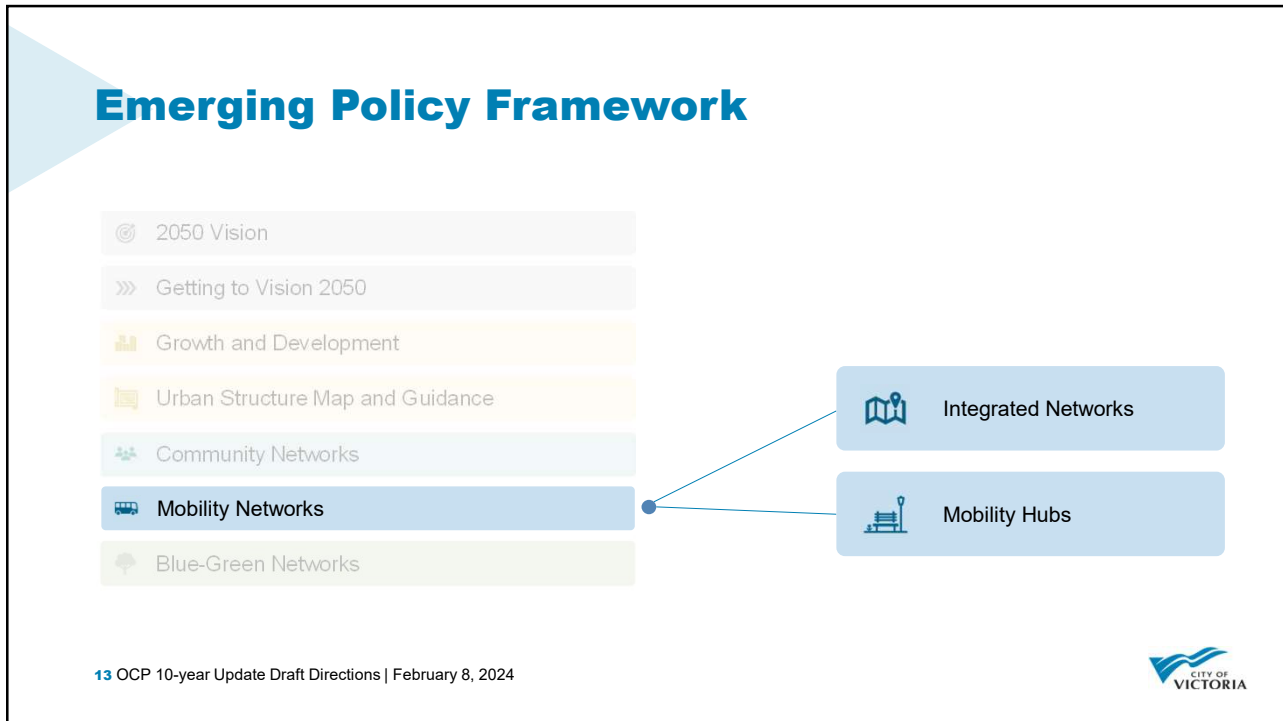 Emerging Policy Framework
2050 Vision
Getting to Vision 2050
Growth and Development
Urban Structure Map and Guidance
Community Networks
Mobility Networks
Blue-Green Networks
Integrated Networks
Mobility Hubs
13 OCP 10-year Update Draft Directions | February 8, 2024
CITY OF
VICTORIA